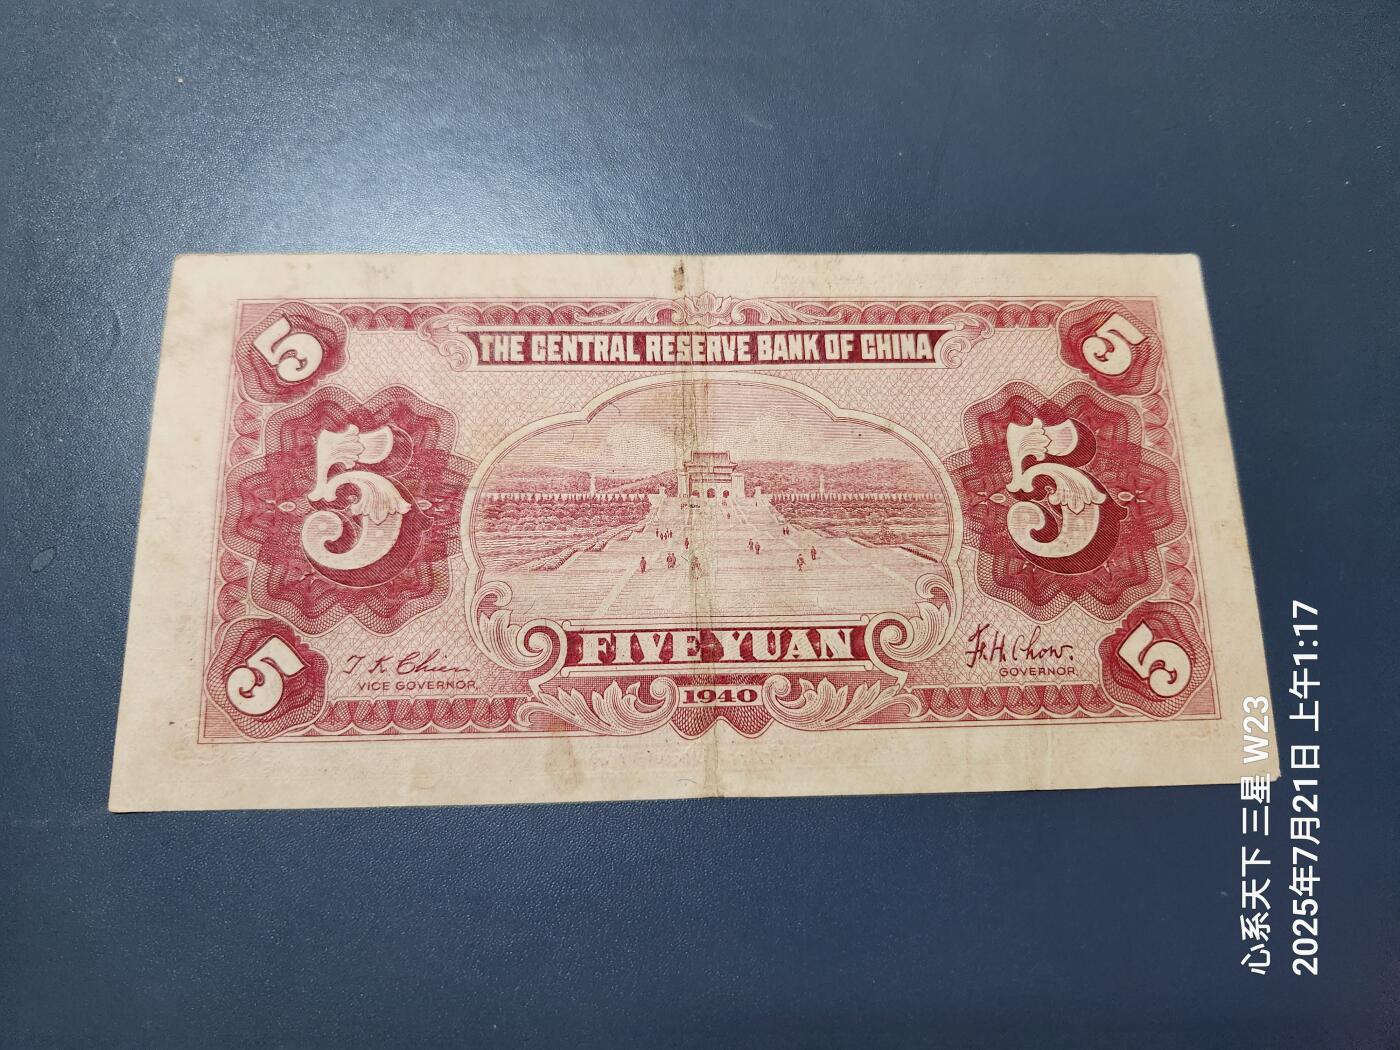 5
5
THE CENTRAL RESERVE BANK OF CHINA
5
5
5
5
FIVE YUAN
1940
T. K. Chien
VICE GOVERNOR.
F. H. Chow.
GOVERNOR.
心系天下 三星 W23
2025年7月21日 上午1:17